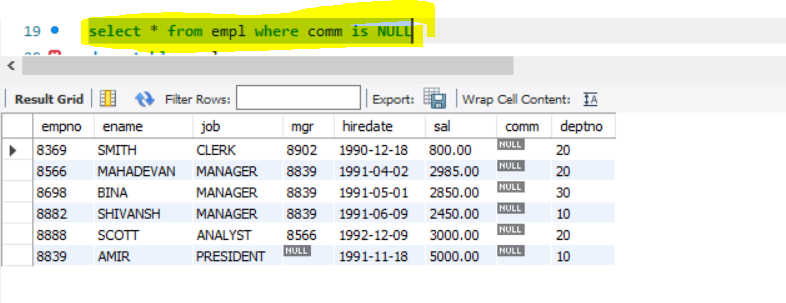 19 select * from empl where comm is NULL
Result Grid Filter Rows: Export: Wrap Cell Content: IA
empno ename job mgr hiredate sal comm deptno
8369 SMITH CLERK 8902 1990-12-18 800.00 NULL 20
8566 MAHADEVAN MANAGER 8839 1991-04-02 2985.00 NULL 20
8698 BINA MANAGER 8839 1991-05-01 2850.00 NULL 30
8882 SHIVANSH MANAGER 8839 1991-06-09 2450.00 NULL 10
8888 SCOTT ANALYST 8566 1992-12-09 3000.00 NULL 20
8839 AMIR PRESIDENT NULL 1991-11-18 5000.00 NULL 10